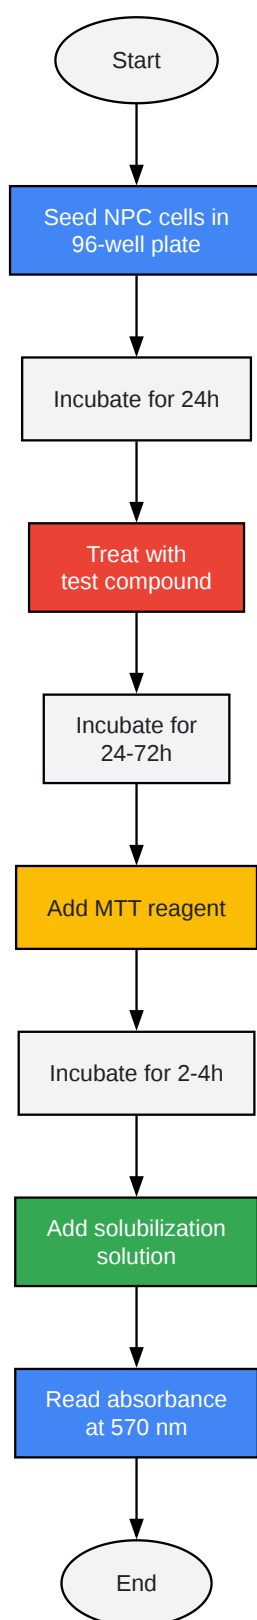 Start
Seed NPC cells in
96-well plate
Incubate for 24h
Treat with
test compound
Incubate for
24-72h
Add MTT reagent
Incubate for 2-4h
Add solubilization
solution
Read absorbance
at 570 nm
End